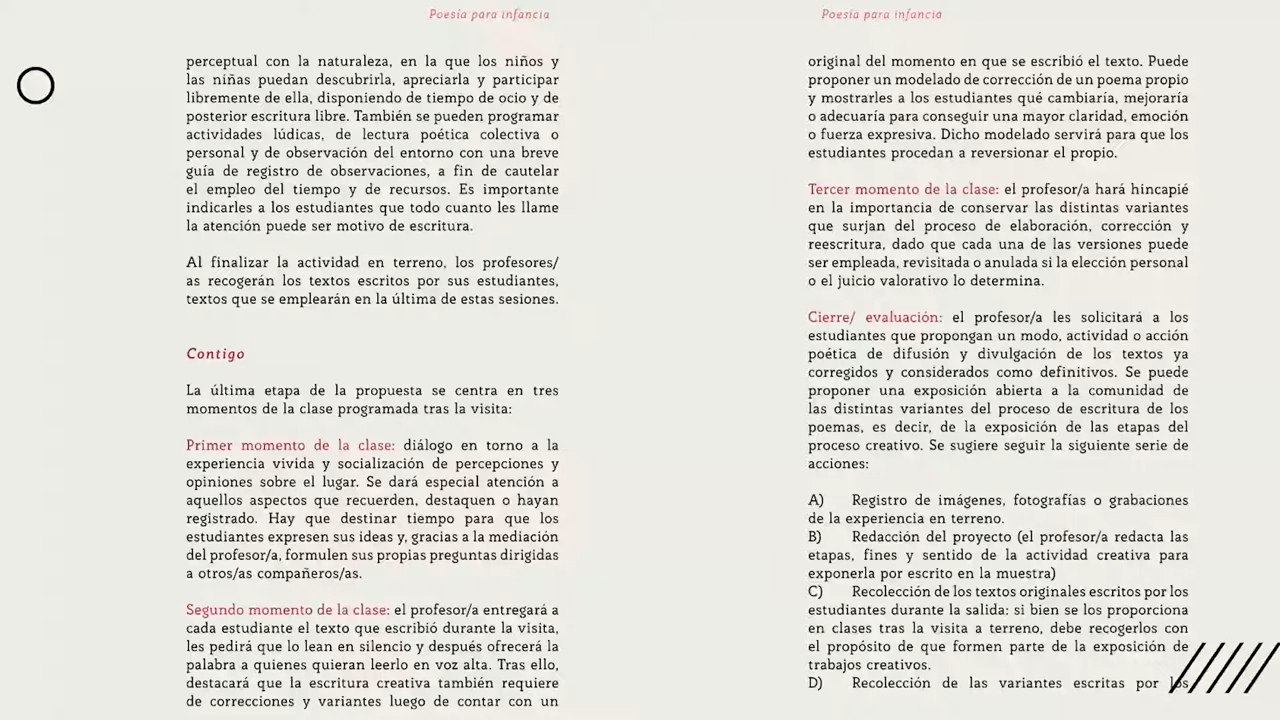 Poesía para infancia
perceptual con la naturaleza, en la que los niños y
las niñas puedan descubrirla, apreciarla y participar
libremente de ella, disponiendo de tiempo de ocio y de
posterior escritura libre. También se pueden programar
actividades lúdicas, de lectura poética colectiva o
personal y de observación del entorno con una breve
guía de registro de observaciones, a fin de cautelar
el empleo del tiempo y de recursos. Es importante
indicarles a los estudiantes que todo cuanto les llame
la atención puede ser motivo de escritura.
Al finalizar la actividad en terreno, los profesores/
as recogerán los textos escritos por sus estudiantes,
textos que se emplearán en la última de estas sesiones.
Contigo
La última etapa de la propuesta se centra en tres
momentos de la clase programada tras la visita:
Primer momento de la clase: diálogo en torno a la
experiencia vivida y socialización de percepciones y
opiniones sobre el lugar. Se dará especial atención a
aquellos aspectos que recuerden, destaquen o hayan
registrado. Hay que destinar tiempo para que los
estudiantes expresen sus ideas y, gracias a la mediación
del profesor/a, formulen sus propias preguntas dirigidas
a otros/as compañeros/as.
Segundo momento de la clase: el profesor/a entregará a
cada estudiante el texto que escribió durante la visita,
les pedirá que lo lean en silencio y después ofrecerá la
palabra a quienes quieran leerlo en voz alta. Tras ello,
destacará que la escritura creativa también requiere
de correcciones y variantes luego de contar con un
Poesía para infancia
original del momento en que se escribió el texto. Puede
proponer un modelado de corrección de un poema propio
y mostrarles a los estudiantes qué cambiaría, mejoraría
o adecuaría para conseguir una mayor claridad, emoción
o fuerza expresiva. Dicho modelado servirá para que los
estudiantes procedan a reversionar el propio.
Tercer momento de la clase: el profesor/a hará hincapié
en la importancia de conservar las distintas variantes
que surjan del proceso de elaboración, corrección y
reescritura, dado que cada una de las versiones puede
ser empleada, revisitada o anulada si la elección personal
o el juicio valorativo lo determina.
Cierre/ evaluación: el profesor/a les solicitará a los
estudiantes que propongan un modo, actividad o acción
poética de difusión y divulgación de los textos ya
corregidos y considerados como definitivos. Se puede
proponer una exposición abierta a la comunidad de
las distintas variantes del proceso de escritura de los
poemas, es decir, de la exposición de las etapas del
proceso creativo. Se sugiere seguir la siguiente serie de
acciones:
A) Registro de imágenes, fotografías o grabaciones
de la experiencia en terreno.
B) Redacción del proyecto (el profesor/a redacta las
etapas, fines y sentido de la actividad creativa para
exponerla por escrito en la muestra)
C) Recolección de los textos originales escritos por los
estudiantes durante la salida: si bien se los proporciona
en clases tras la visita a terreno, debe recogerlos con
el propósito de que formen parte de la exposición de
trabajos creativos.
D) Recolección de las variantes escritas por los